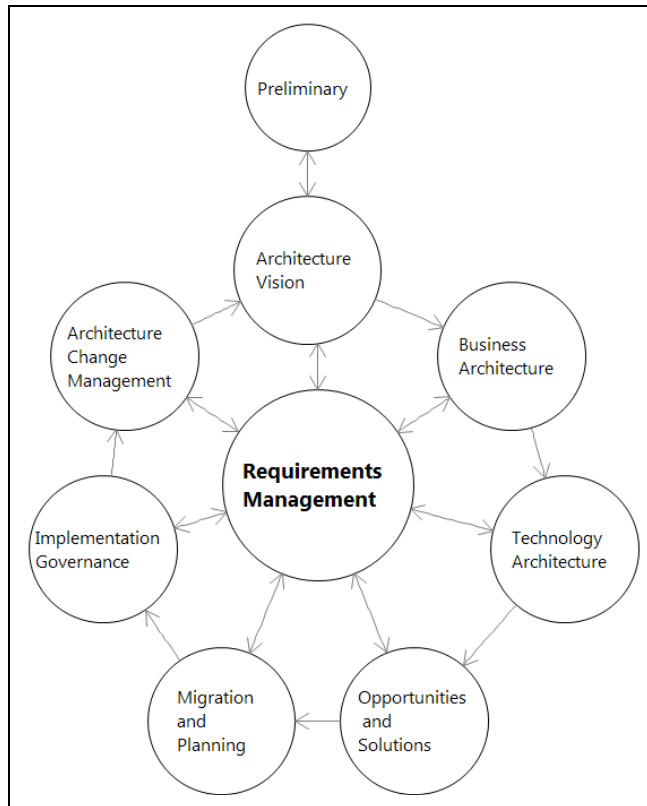 Preliminary
Architecture
Vision
Architecture
Change
Management
Business
Architecture
Requirements
Management
Implementation
Governance
Technology
Architecture
Migration
and
Planning
Opportunities
and
Solutions